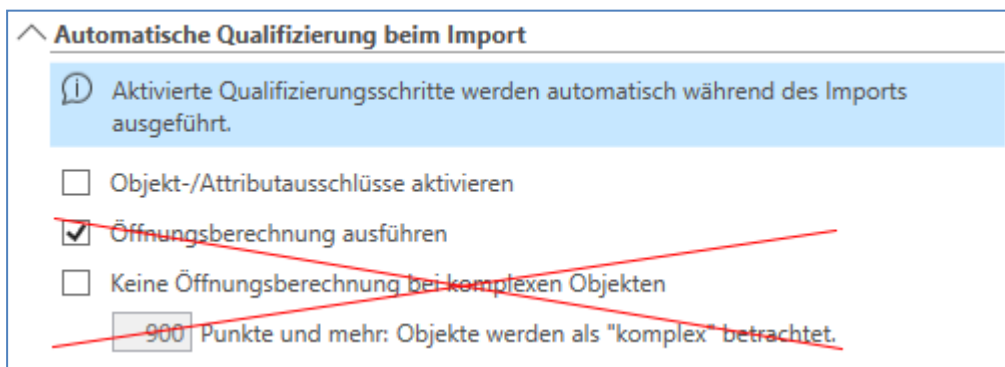 Automatische Qualifizierung beim Import
Aktivierte Qualifizierungsschritte werden automatisch während des Imports
ausgeführt.
Objekt-/Attributausschlüsse aktivieren
Öffnungsberechnung ausführen
Keine Öffnungsberechnung bei komplexen Objekten
900 Punkte und mehr: Objekte werden als "komplex" betrachtet.